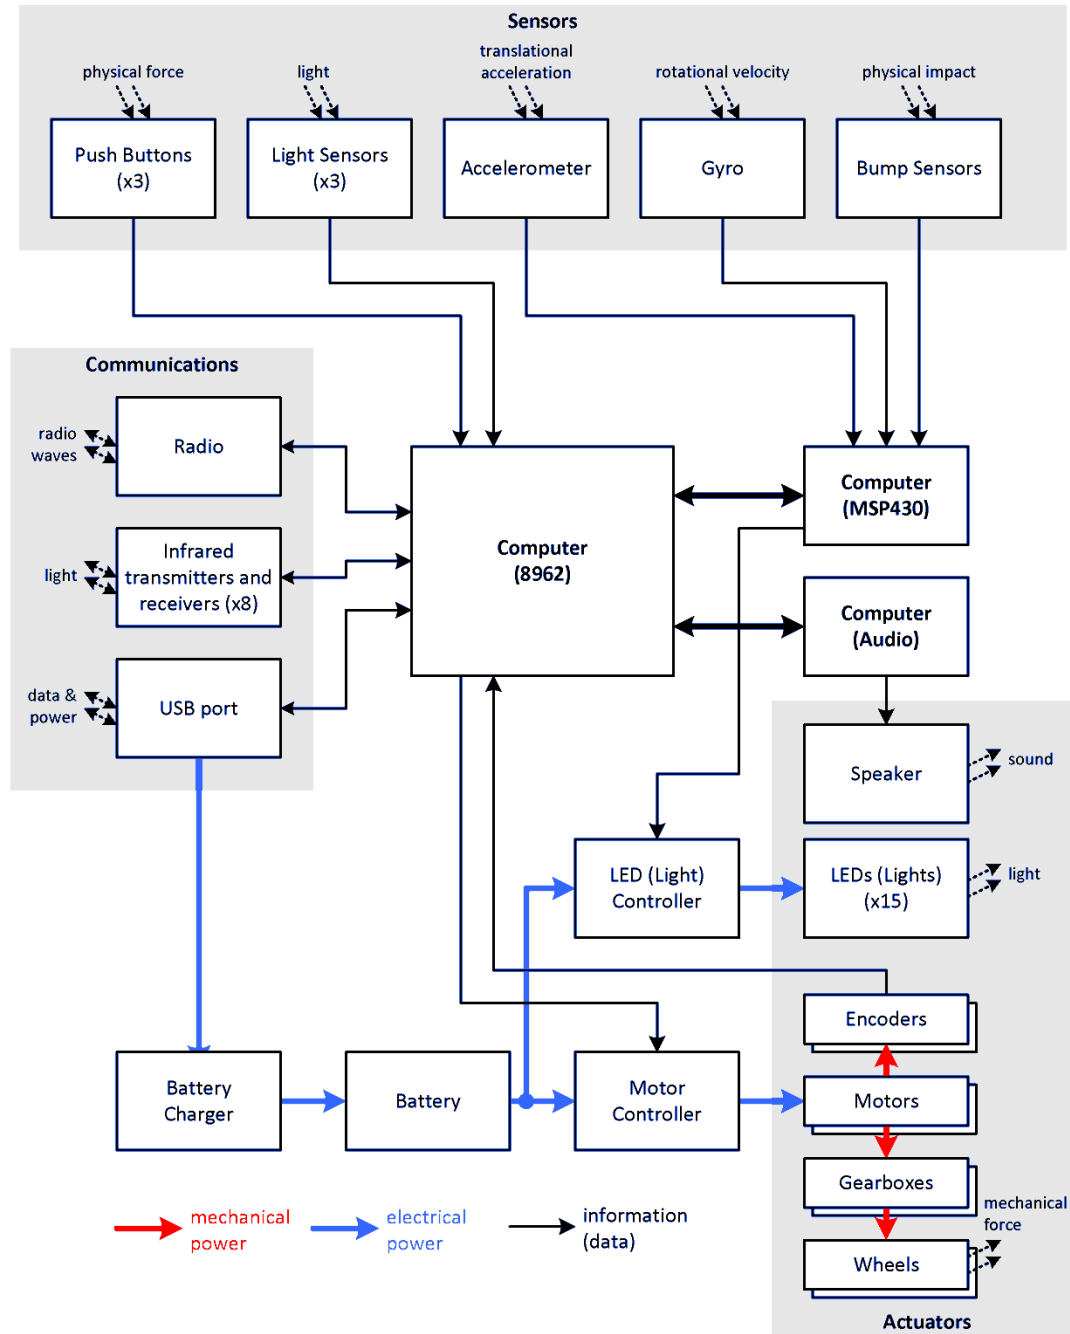 Sensors
physical force
light
translational
acceleration
rotational velocity
physical impact
Push Buttons
(x3)
Light Sensors
(x3)
Accelerometer
Gyro
Bump Sensors
Communications
radio
waves
Radio
light
Infrared
transmitters and
receivers (x8)
data &
power
USB port
Computer
(8962)
Computer
(MSP430)
Computer
(Audio)
Speaker
sound
LED (Light)
Controller
LEDs (Lights)
(x15)
light
Encoders
Battery
Charger
Battery
Motor
Controller
Motors
Gearboxes
mechanical
force
Wheels
Actuators
mechanical
power
electrical
power
information
(data)